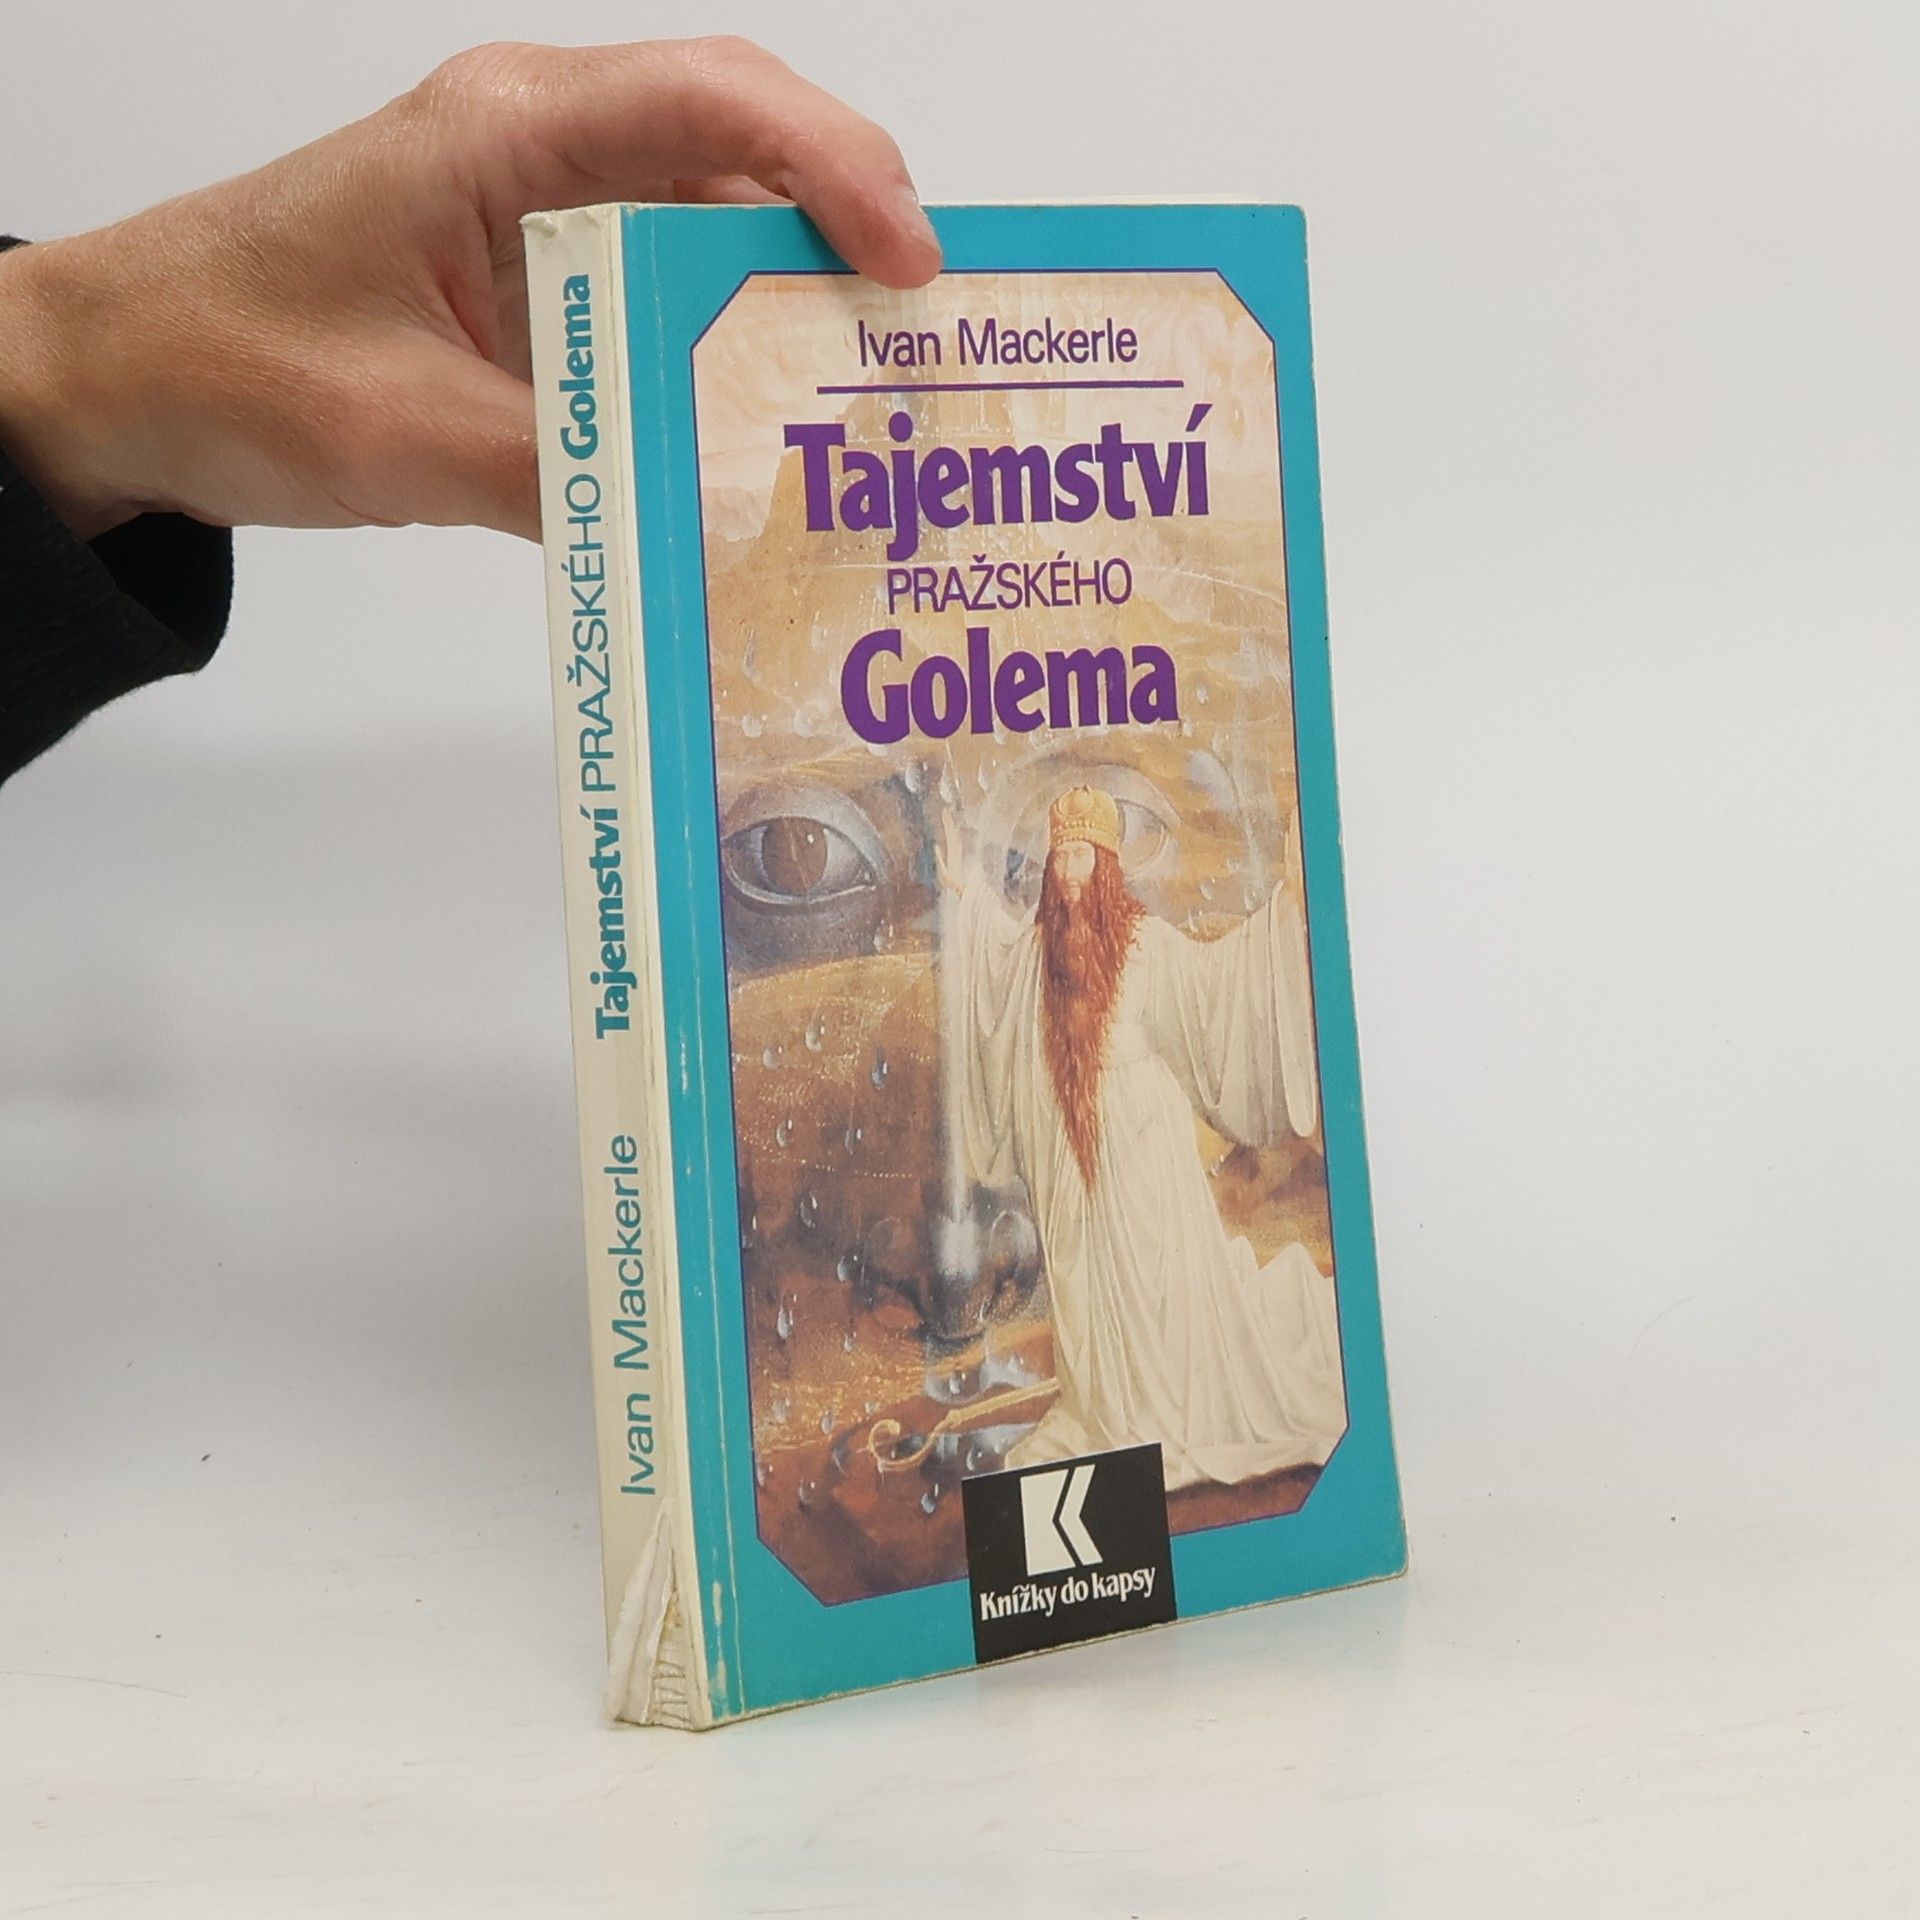 Ivan Mackerle
Tajemství
PRAŽSKÉHO
Golema
Knížky do kapsy
Ivan Mackerle Tajemství PRAŽSKÉHO Golema